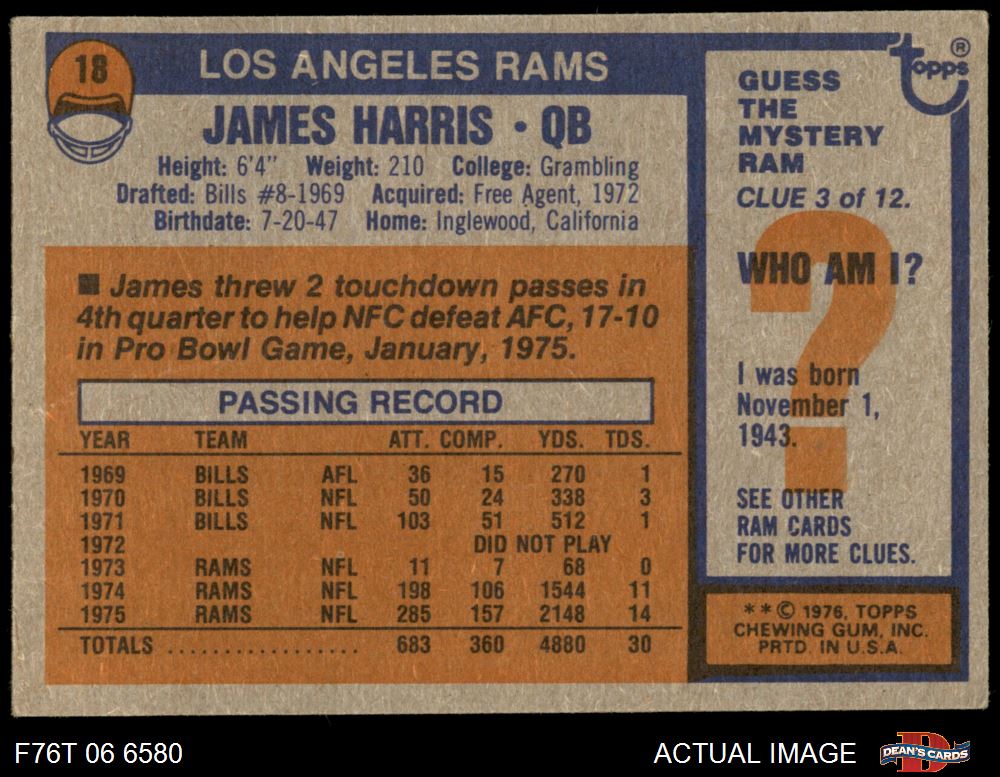 18
LOS ANGELES RAMS
JAMES HARRIS • QB
Height: 6'4" Weight: 210 College: Grambling
Drafted: Bills #8-1969 Acquired: Free Agent, 1972
Birthdate: 7-20-47 Home: Inglewood, California
■ James threw 2 touchdown passes in
4th quarter to help NFC defeat AFC, 17-10
in Pro Bowl Game, January, 1975.
PASSING RECORD
YEAR TEAM ATT. COMP. YDS. TDS.
1969 BILLS AFL 36 15 270 1
1970 BILLS NFL 50 24 338 3
1971 BILLS NFL 103 51 512 1
1972 DID NOT PLAY
1973 RAMS NFL 11 7 68 0
1974 RAMS NFL 198 106 1544 11
1975 RAMS NFL 285 157 2148 14
TOTALS ................. 683 360 4880 30
topps ®
GUESS
THE
MYSTERY
RAM
CLUE 3 of 12.
?
WHO AM I?
I was born
November 1,
1943.
SEE OTHER
RAM CARDS
FOR MORE CLUES.
* * © 1976, TOPPS
CHEWING GUM, INC.
PRTD. IN U.S.A.
F76T 06 6580
ACTUAL IMAGE
D
DEAN'S CARDS